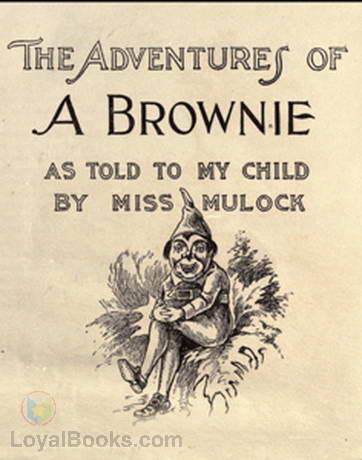 THE ADVENTURES OF
A BROWNIE
AS TOLD TO MY CHILD
BY MISS MULOCK
LoyalBooks.com